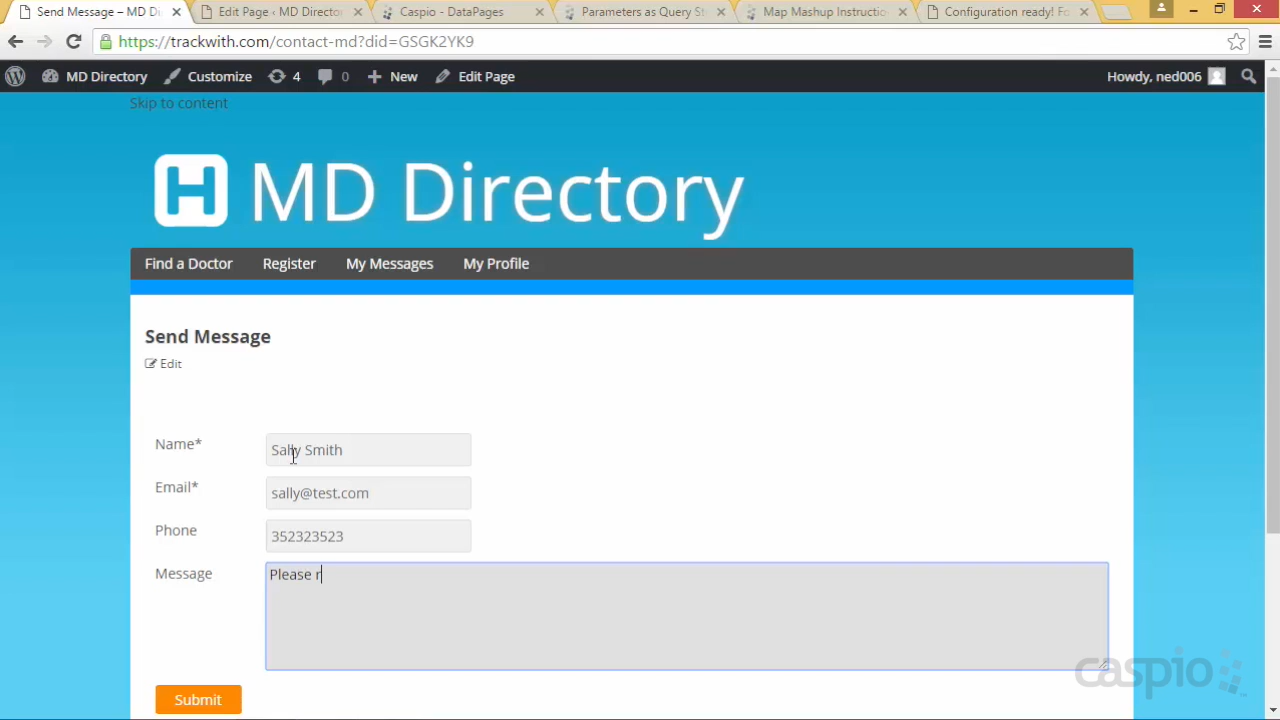 Send Message – MD Di
Edit Page ‹ MD Director
Caspio - DataPages
Parameters as Query St
Map Mashup Instructio
Configuration ready! Fo
https://trackwith.com/contact-md?did=GSGK2YK9
MD Directory
Customize
4
0
New
Edit Page
Howdy, ned006
Skip to content
H MD Directory
Find a Doctor
Register
My Messages
My Profile
Send Message
Edit
Name*
Sally Smith
Email*
sally@test.com
Phone
352323523
Message
Please r
Submit
caspio